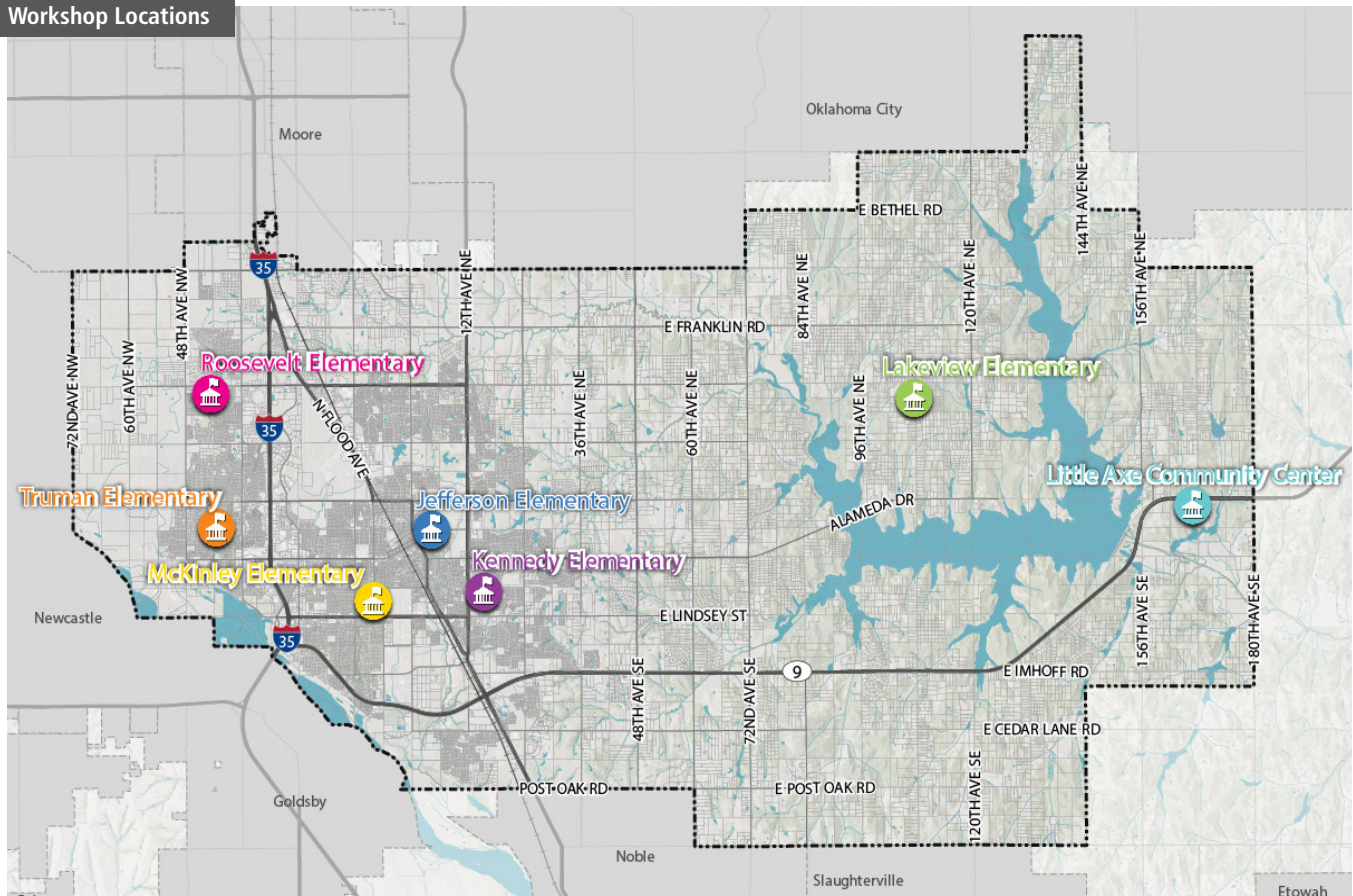 Workshop Locations
Oklahoma City
Moore
E BETHEL RD
144TH AVE NE
156TH AVE NE
120TH AVE NE
84TH AVE NE
12TH AVE NE
35
48TH AVE NW
E FRANKLIN RD
60TH AVE NW
72ND AVE NW
Roosevelt Elementary
Lakeview Elementary
N FLOOD AVE
36TH AVE NE
60TH AVE NE
96TH AVE NE
35
Little Axe Community Center
Truman Elementary
Jefferson Elementary
ALAMEDA DR
McKinley Elementary
Kennedy Elementary
Newcastle
E LINDSEY ST
156TH AVE SE
180TH AVE SE
35
9
E IMHOFF RD
48TH AVE SE
72ND AVE SE
E CEDAR LANE RD
120TH AVE SE
POST OAK RD
E POST OAK RD
Goldsby
Noble
Slaughterville
Etowah